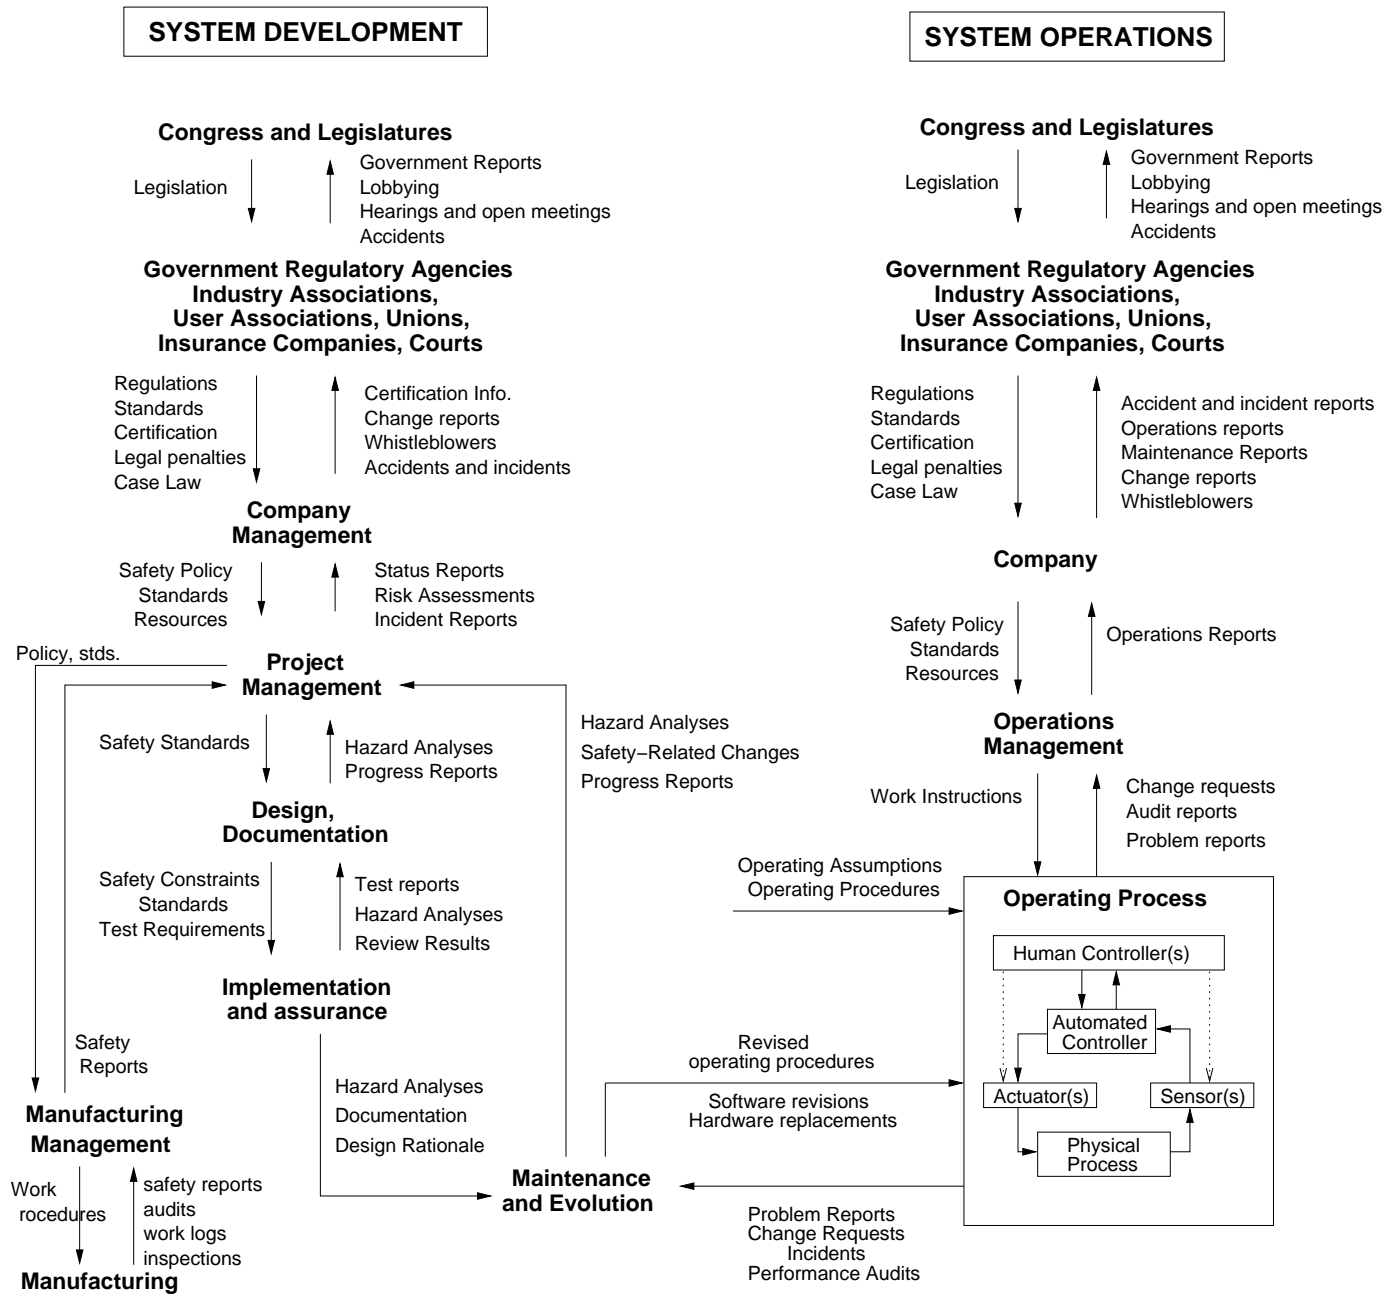 SYSTEM DEVELOPMENT
Congress and Legislatures
Legislation
Government Reports
Lobbying
Hearings and open meetings
Accidents
Government Regulatory Agencies
Industry Associations,
User Associations, Unions,
Insurance Companies, Courts
Regulations
Standards
Certification
Legal penalties
Case Law
Certification Info.
Change reports
Whistleblowers
Accidents and incidents
Company
Management
Safety Policy
Standards
Resources
Status Reports
Risk Assessments
Incident Reports
Policy, stds.
Project
Management
Safety Standards
Hazard Analyses
Progress Reports
Hazard Analyses
Safety–Related Changes
Progress Reports
Design,
Documentation
Safety Constraints
Standards
Test Requirements
Test reports
Hazard Analyses
Review Results
Implementation
and assurance
Safety
Reports
Hazard Analyses
Documentation
Design Rationale
Manufacturing
Management
Work
rocedures
safety reports
audits
work logs
inspections
Manufacturing
Maintenance
and Evolution
SYSTEM OPERATIONS
Congress and Legislatures
Legislation
Government Reports
Lobbying
Hearings and open meetings
Accidents
Government Regulatory Agencies
Industry Associations,
User Associations, Unions,
Insurance Companies, Courts
Regulations
Standards
Certification
Legal penalties
Case Law
Accident and incident reports
Operations reports
Maintenance Reports
Change reports
Whistleblowers
Company
Safety Policy
Standards
Resources
Operations Reports
Operations
Management
Work Instructions
Change requests
Audit reports
Problem reports
Operating Assumptions
Operating Procedures
Operating Process
Human Controller(s)
Automated
Controller
Actuator(s)
Sensor(s)
Physical
Process
Revised
operating procedures
Software revisions
Hardware replacements
Problem Reports
Change Requests
Incidents
Performance Audits